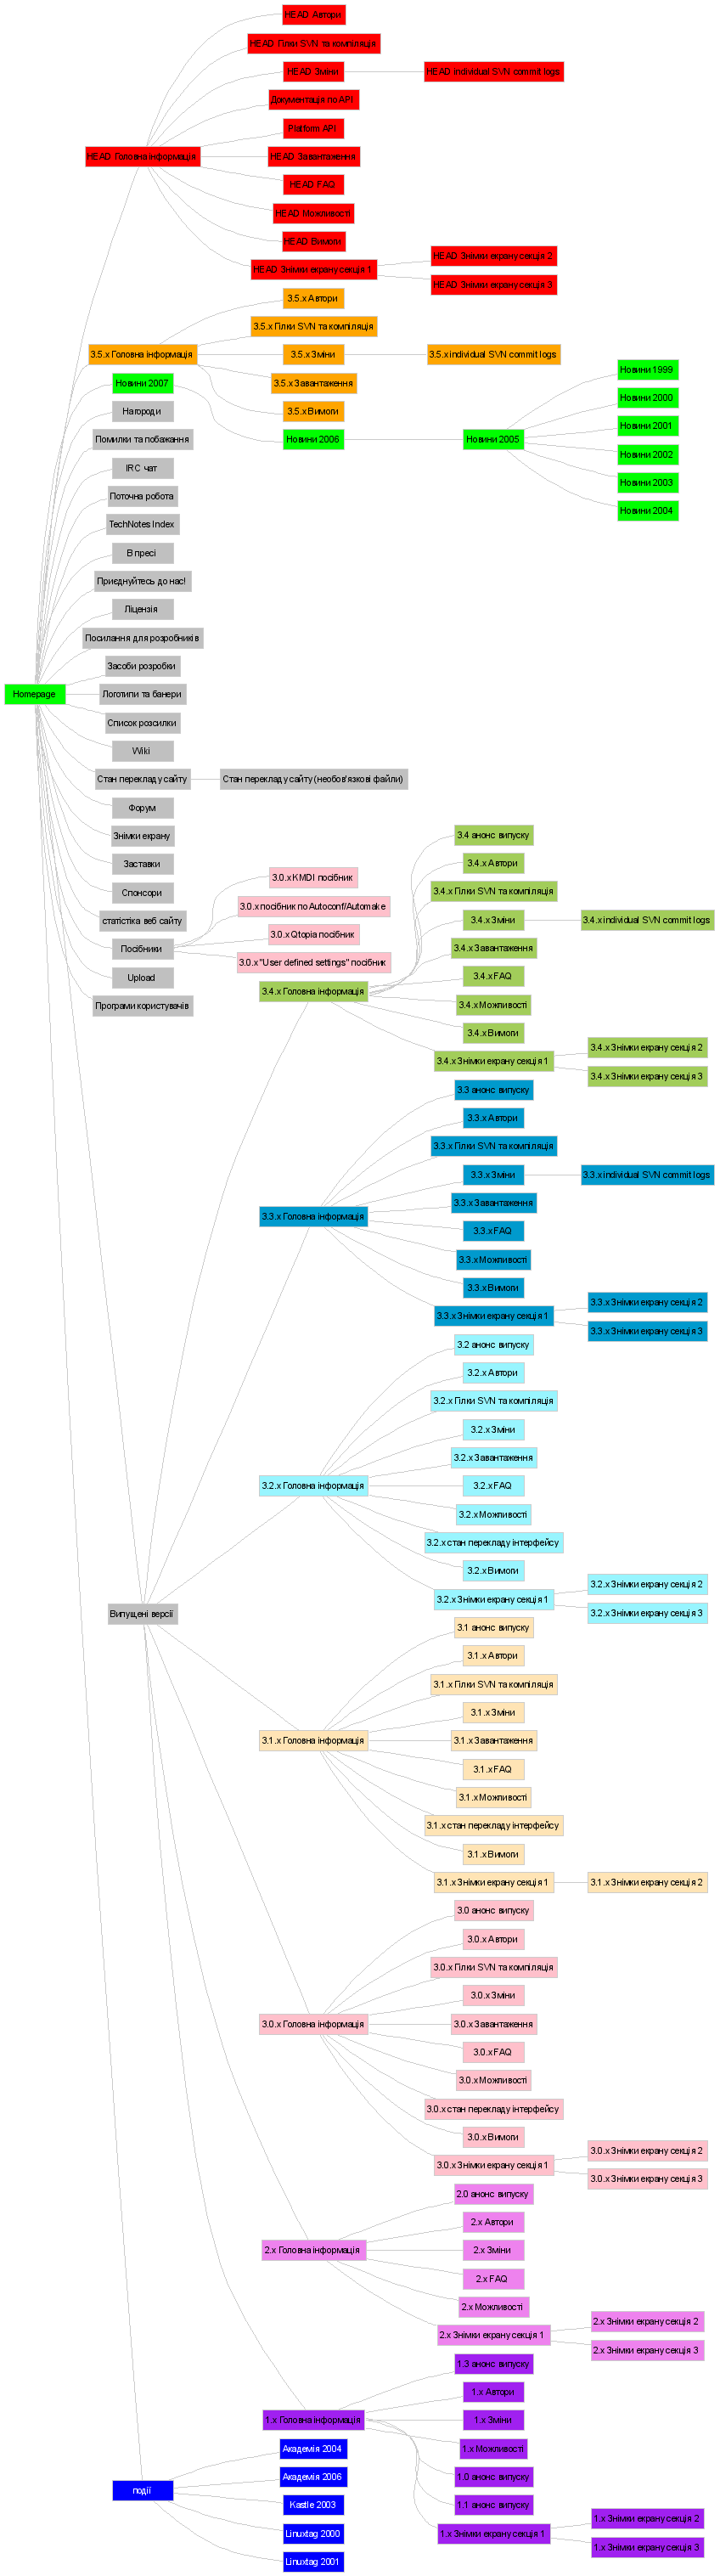 HEAD Автори
HEAD Гілки SVN та компіляція
HEAD Зміни
HEAD Individual SVN commit logs
Документація по API
Platform API
HEAD Головна інформація
HEAD Завантаження
HEAD FAQ
HEAD Можливості
HEAD Вимоги
HEAD Знімки екрану секція 1
HEAD Знімки екрану секція 2
HEAD Знімки екрану секція 3
3.5.x Автори
3.5.x Гілки SVN та компіляція
3.5.x Головна інформація
3.5.x Зміни
3.5.x individual SVN commit logs
3.5.x Завантаження
3.5.x Вимоги
Новини 2007
Новини 2006
Новини 2005
Новини 1999
Новини 2000
Новини 2001
Новини 2002
Новини 2003
Новини 2004
Нагороди
Помилки та побажання
IRC чат
Поточна робота
TechNotes Index
В пресі
Приєднуйтесь до нас!
Ліцензія
Посилання для розробників
Засоби розробки
Homepage
Логотипи та банери
Список розсилки
Wiki
Стан перекладу сайту
Стан перекладу сайту (необов'язкові файли)
Форум
Знімки екрану
Заставки
Спонсори
статістіка веб сайту
Посібники
Upload
Програми користувачів
3.0.x KMDI посібник
3.0.x посібник по Autoconf/Automake
3.0.x Qtopia посібник
3.0.x "User defined settings" посібник
3.4 анонс випуску
3.4.x Автори
3.4.x Гілки SVN та компіляція
3.4.x Зміни
3.4.x individual SVN commit logs
3.4.x Завантаження
3.4.x FAQ
3.4.x Головна інформація
3.4.x Можливості
3.4.x Вимоги
3.4.x Знімки екрану секція 1
3.4.x Знімки екрану секція 2
3.4.x Знімки екрану секція 3
3.3 анонс випуску
3.3.x Автори
3.3.x Гілки SVN та компіляція
3.3.x Зміни
3.3.x individual SVN commit logs
3.3.x Завантаження
3.3.x Головна інформація
3.3.x FAQ
3.3.x Можливості
3.3.x Вимоги
3.3.x Знімки екрану секція 1
3.3.x Знімки екрану секція 2
3.3.x Знімки екрану секція 3
3.2 анонс випуску
3.2.x Автори
3.2.x Гілки SVN та компіляція
3.2.x Зміни
3.2.x Завантаження
3.2.x Головна інформація
3.2.x FAQ
3.2.x Можливості
3.2.x стан перекладу інтерфейсу
3.2.x Вимоги
3.2.x Знімки екрану секція 1
3.2.x Знімки екрану секція 2
3.2.x Знімки екрану секція 3
Випущені версії
3.1 анонс випуску
3.1.x Автори
3.1.x Гілки SVN та компіляція
3.1.x Зміни
3.1.x Головна інформація
3.1.x Завантаження
3.1.x FAQ
3.1.x Можливості
3.1.x стан перекладу інтерфейсу
3.1.x Вимоги
3.1.x Знімки екрану секція 1
3.1.x Знімки екрану секція 2
3.0 анонс випуску
3.0.x Автори
3.0.x Гілки SVN та компіляція
3.0.x Зміни
3.0.x Головна інформація
3.0.x Завантаження
3.0.x FAQ
3.0.x Можливості
3.0.x стан перекладу інтерфейсу
3.0.x Вимоги
3.0.x Знімки екрану секція 1
3.0.x Знімки екрану секція 2
3.0.x Знімки екрану секція 3
2.0 анонс випуску
2.x Автори
2.x Головна інформація
2.x Зміни
2.x FAQ
2.x Можливості
2.x Знімки екрану секція 1
2.x Знімки екрану секція 2
2.x Знімки екрану секція 3
1.3 анонс випуску
1.x Автори
1.x Головна інформація
1.x Зміни
1.x Можливості
1.0 анонс випуску
1.1 анонс випуску
1.x Знімки екрану секція 1
1.x Знімки екрану секція 2
1.x Знімки екрану секція 3
події
Академія 2004
Академія 2006
Kastle 2003
Linuxtag 2000
Linuxtag 2001